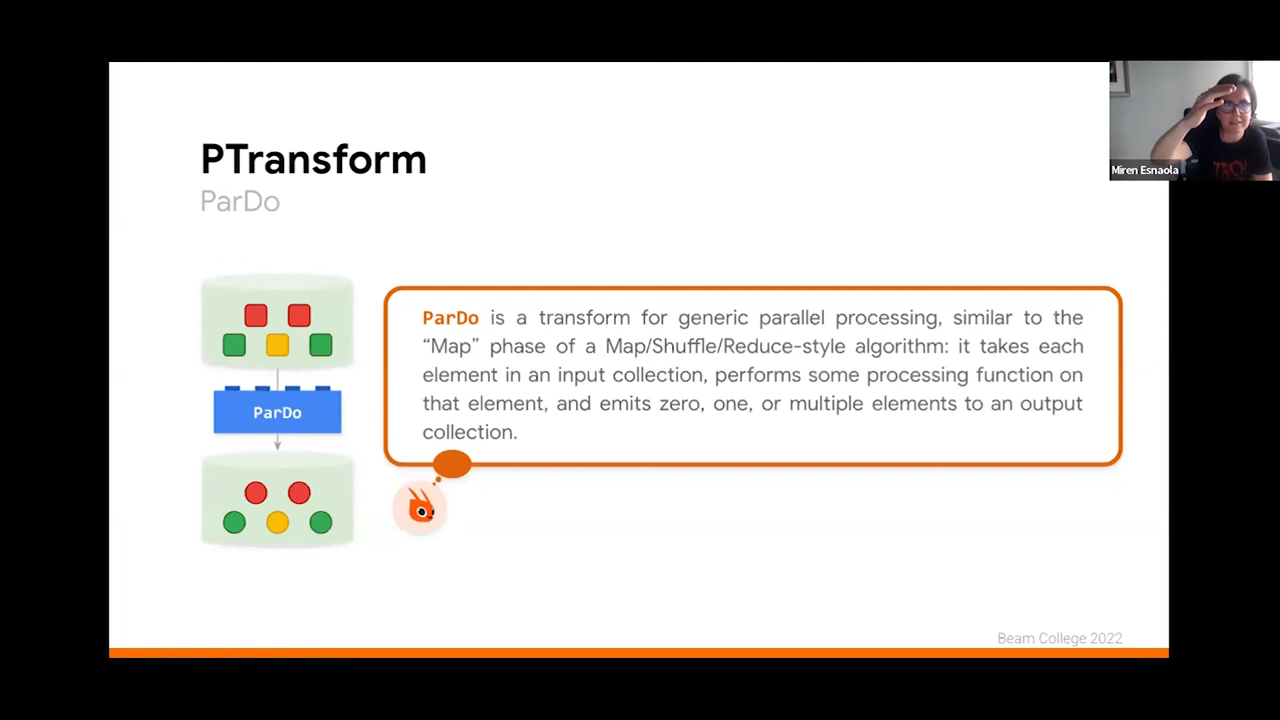 PTransform
ParDo
ParDo is a transform for generic parallel processing, similar to the
“Map” phase of a Map/Shuffle/Reduce-style algorithm: it takes each
element in an input collection, performs some processing function on
that element, and emits zero, one, or multiple elements to an output
collection.
ParDo
Beam College 2022
Miren Esnaola